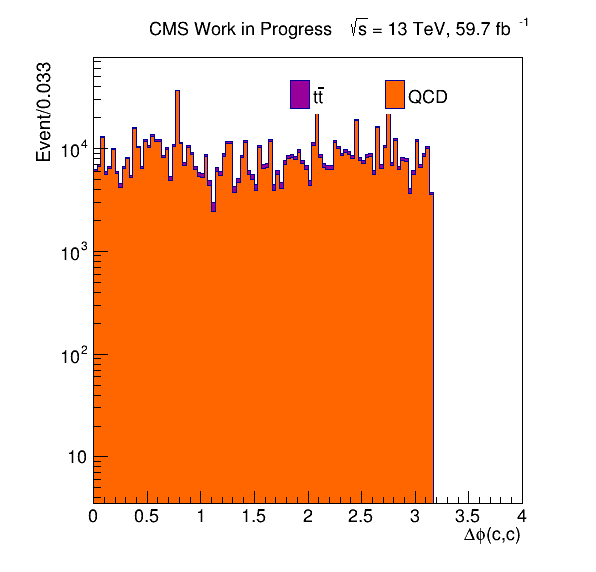 CMS Work in Progress √s = 13 TeV, 59.7 fb⁻¹
Event/0.033
tt̅ QCD
10⁴
10³
10²
10
0 0.5 1 1.5 2 2.5 3 3.5 4
Δϕ(c,c)